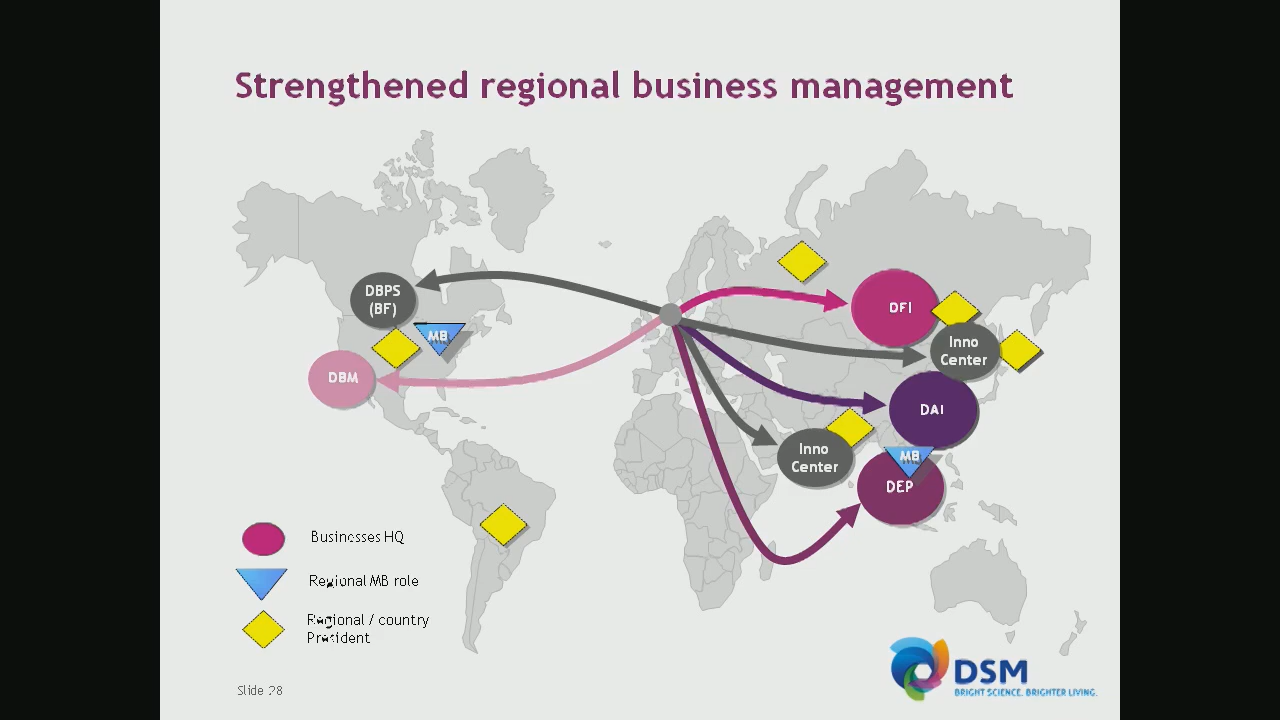 Strengthened regional business management
DBPS
(BF)
MB
DBM
DFI
Inno
Center
DAI
Inno
Center
MB
DEP
Businesses HQ
Regional MB role
Regional / country
President
Slide 28
DSM
BRIGHT SCIENCE. BRIGHTER LIVING.